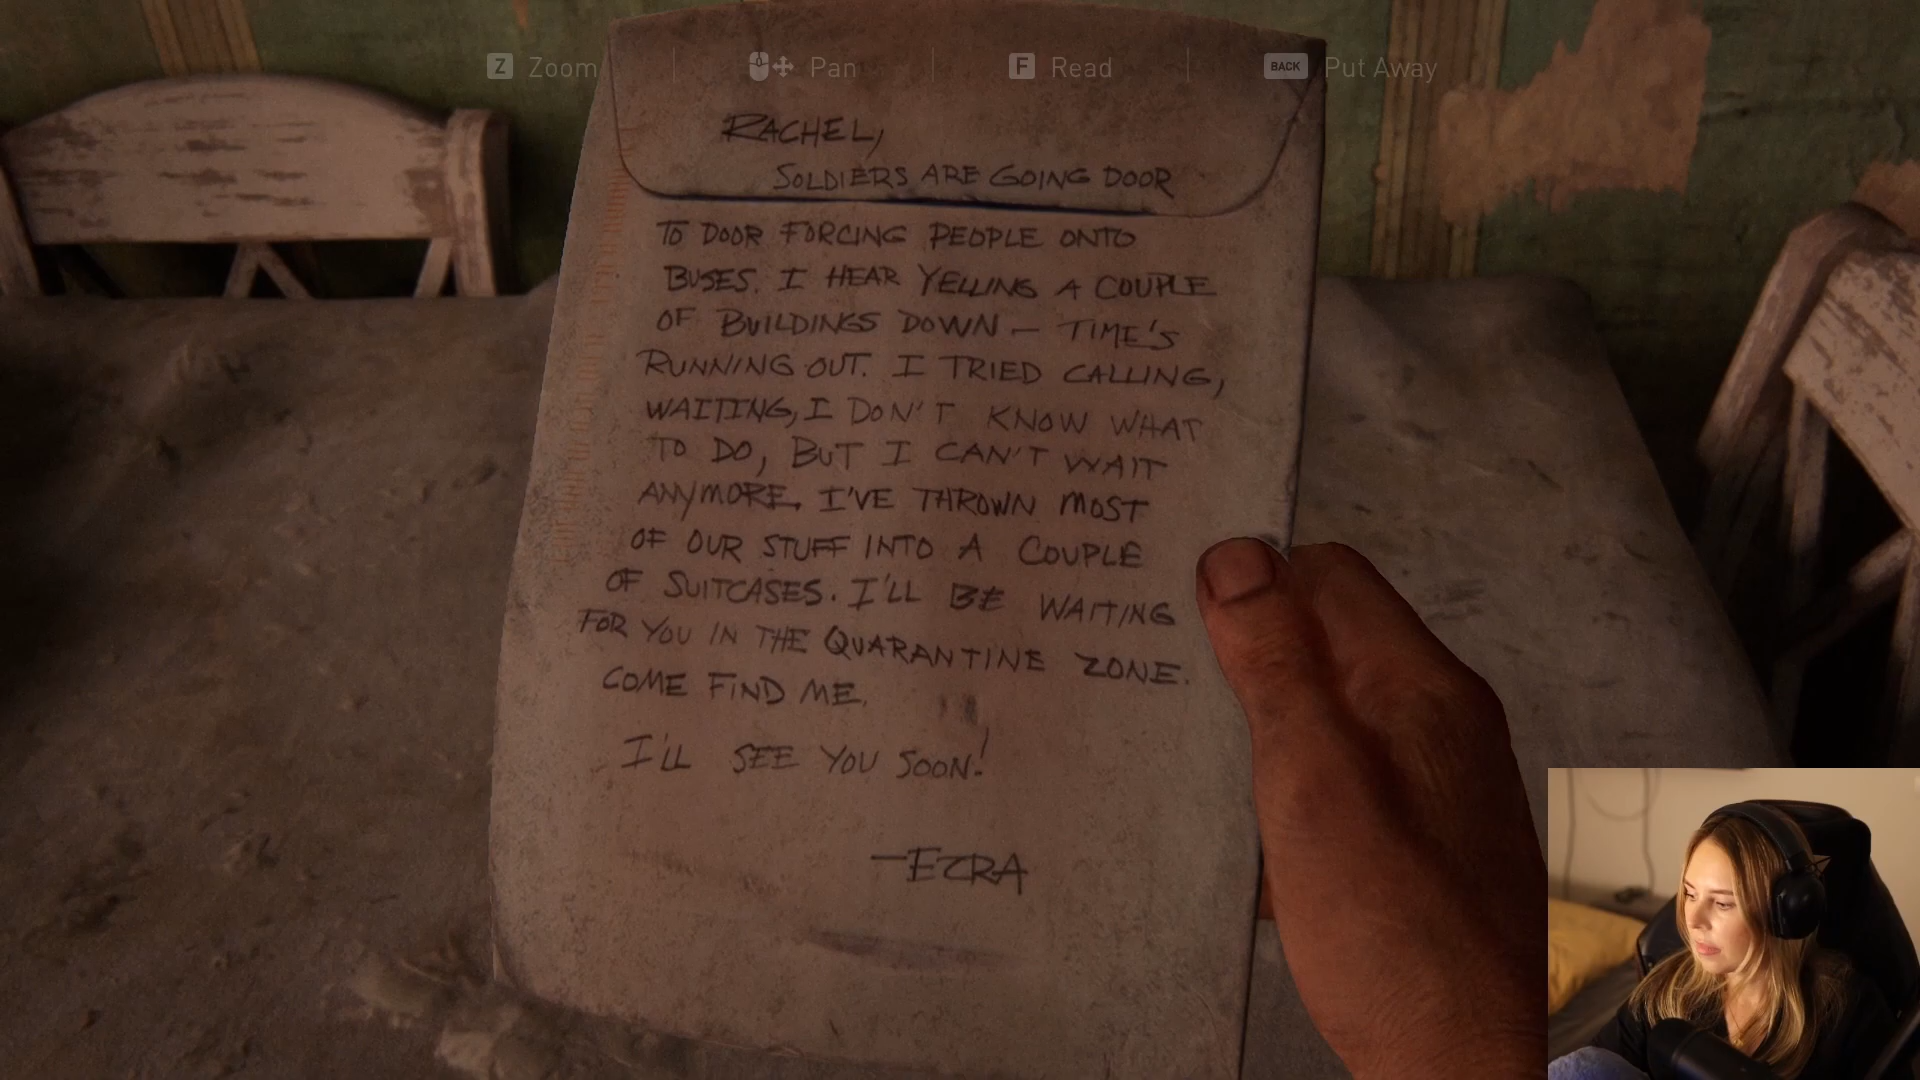 Z Zoom F Read BACK Put Away
Pan
RACHEL,
SOLDIERS ARE GOING DOOR
TO DOOR FORCING PEOPLE ONTO
BUSES. I HEAR YELLING A COUPLE
OF BUILDINGS DOWN — TIME'S
RUNNING OUT. I TRIED CALLING,
WAITING, I DON'T KNOW WHAT
TO DO, BUT I CAN'T WAIT
ANYMORE. I'VE THROWN MOST
OF OUR STUFF INTO A COUPLE
OF SUITCASES. I'LL BE WAITING
FOR YOU IN THE QUARANTINE ZONE.
COME FIND ME.
I'LL SEE YOU SOON!
—EZRA